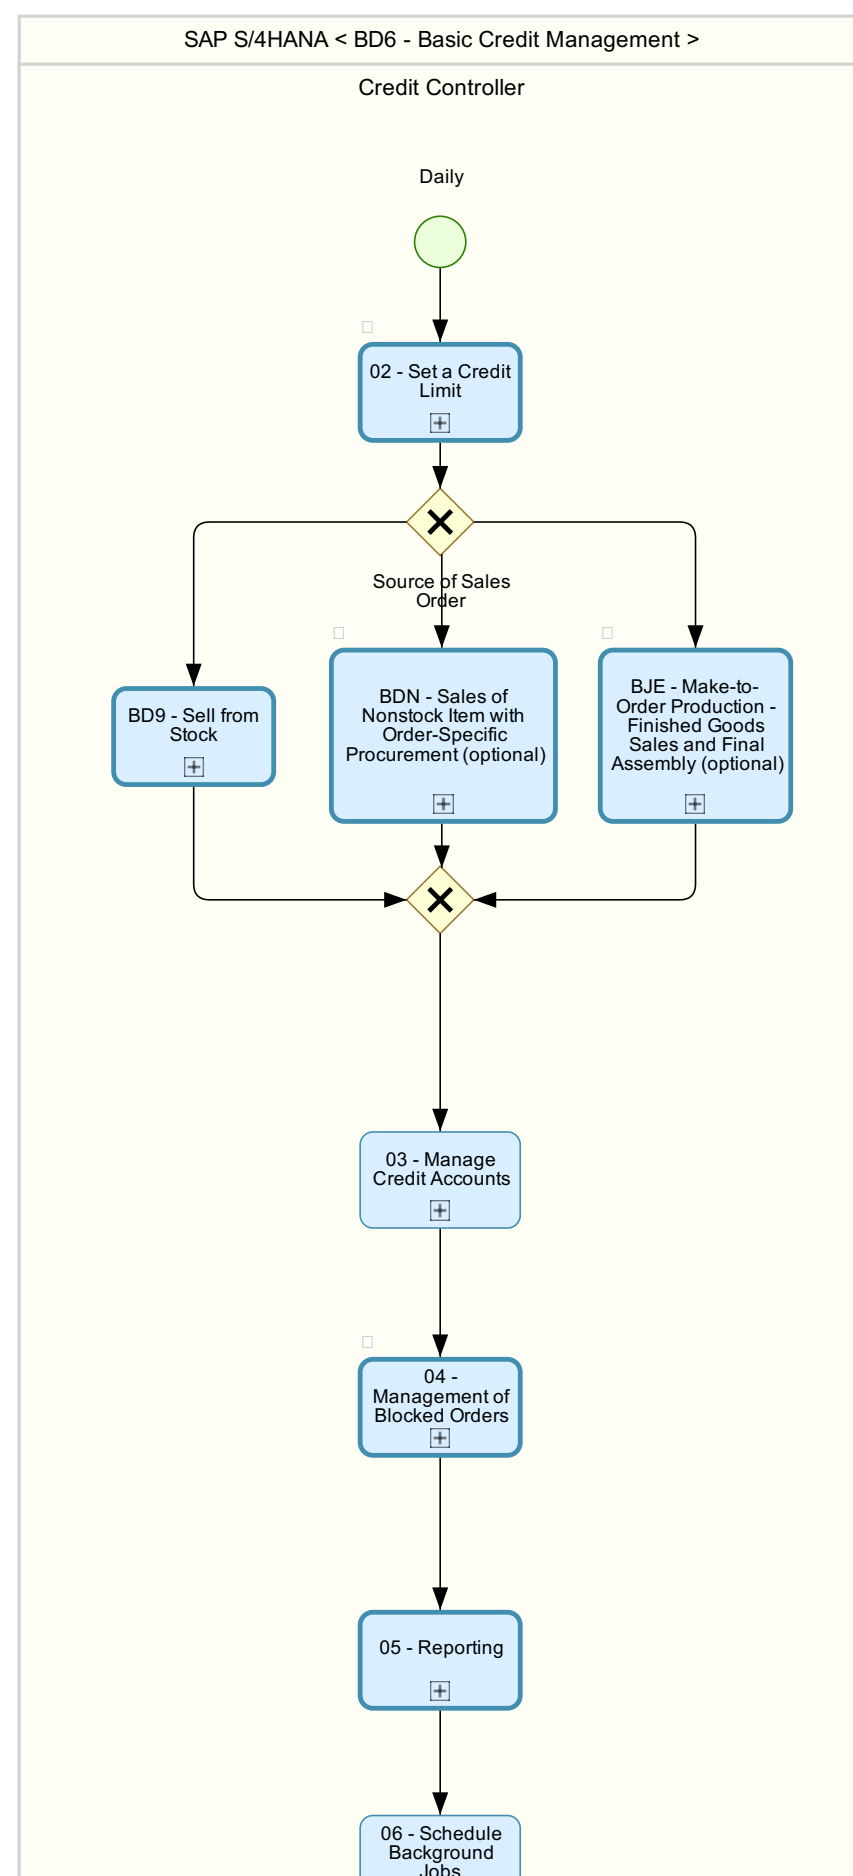 SAP S/4HANA < BD6 - Basic Credit Management >
Credit Controller
Daily
02 - Set a Credit
Limit
Source of Sales
Order
BD9 - Sell from
Stock
BDN - Sales of
Nonstock Item with
Order-Specific
Procurement (optional)
BJE - Make-to-
Order Production -
Finished Goods
Sales and Final
Assembly (optional)
03 - Manage
Credit Accounts
04 -
Management of
Blocked Orders
05 - Reporting
06 - Schedule
Background
Jobs